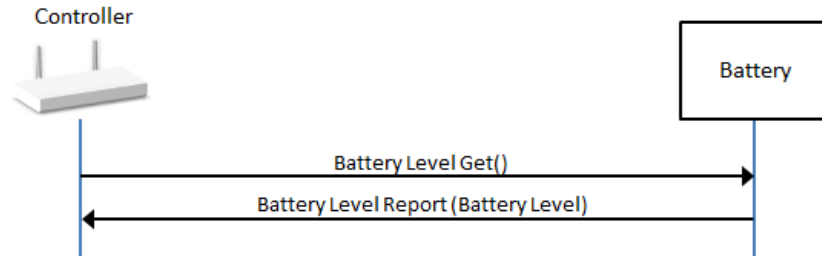 Controller
Battery
Battery Level Get()
Battery Level Report (Battery Level)